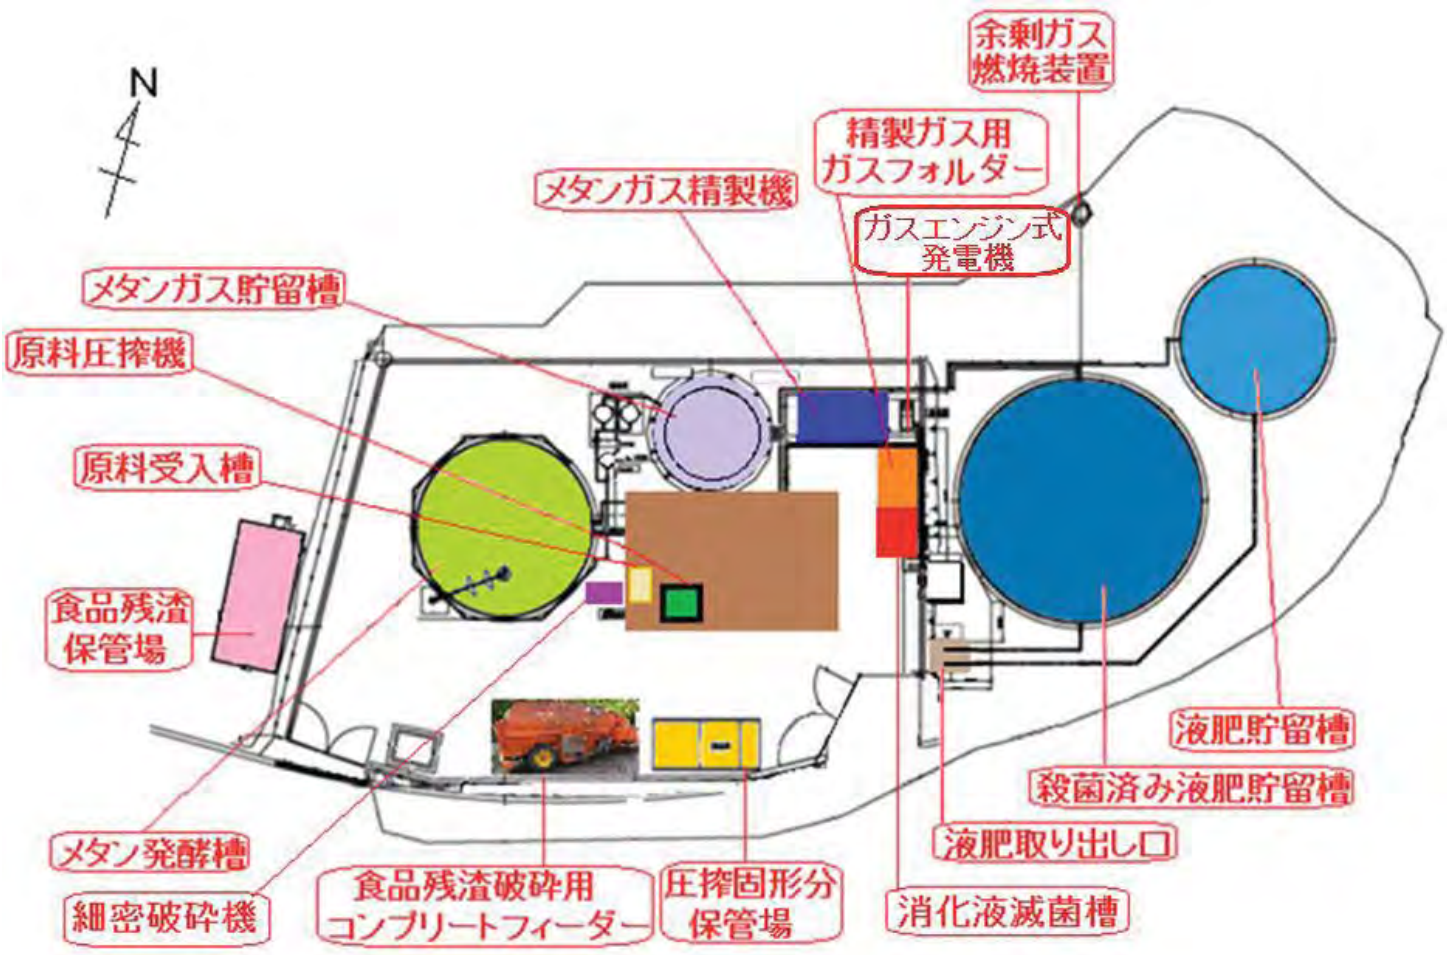 N
余剰ガス
燃焼装置
精製ガス用
ガスフォルダー
メタンガス精製機
ガスエンジン式
発電機
メタンガス貯留槽
原料圧搾機
原料受入槽
食品残渣
保管場
液肥貯留槽
殺菌済み液肥貯留槽
液肥取り出し口
メタン発酵槽
細密破砕機
食品残渣破砕用
コンプリートフィーダー
圧搾固形分
保管場
消化液滅菌槽